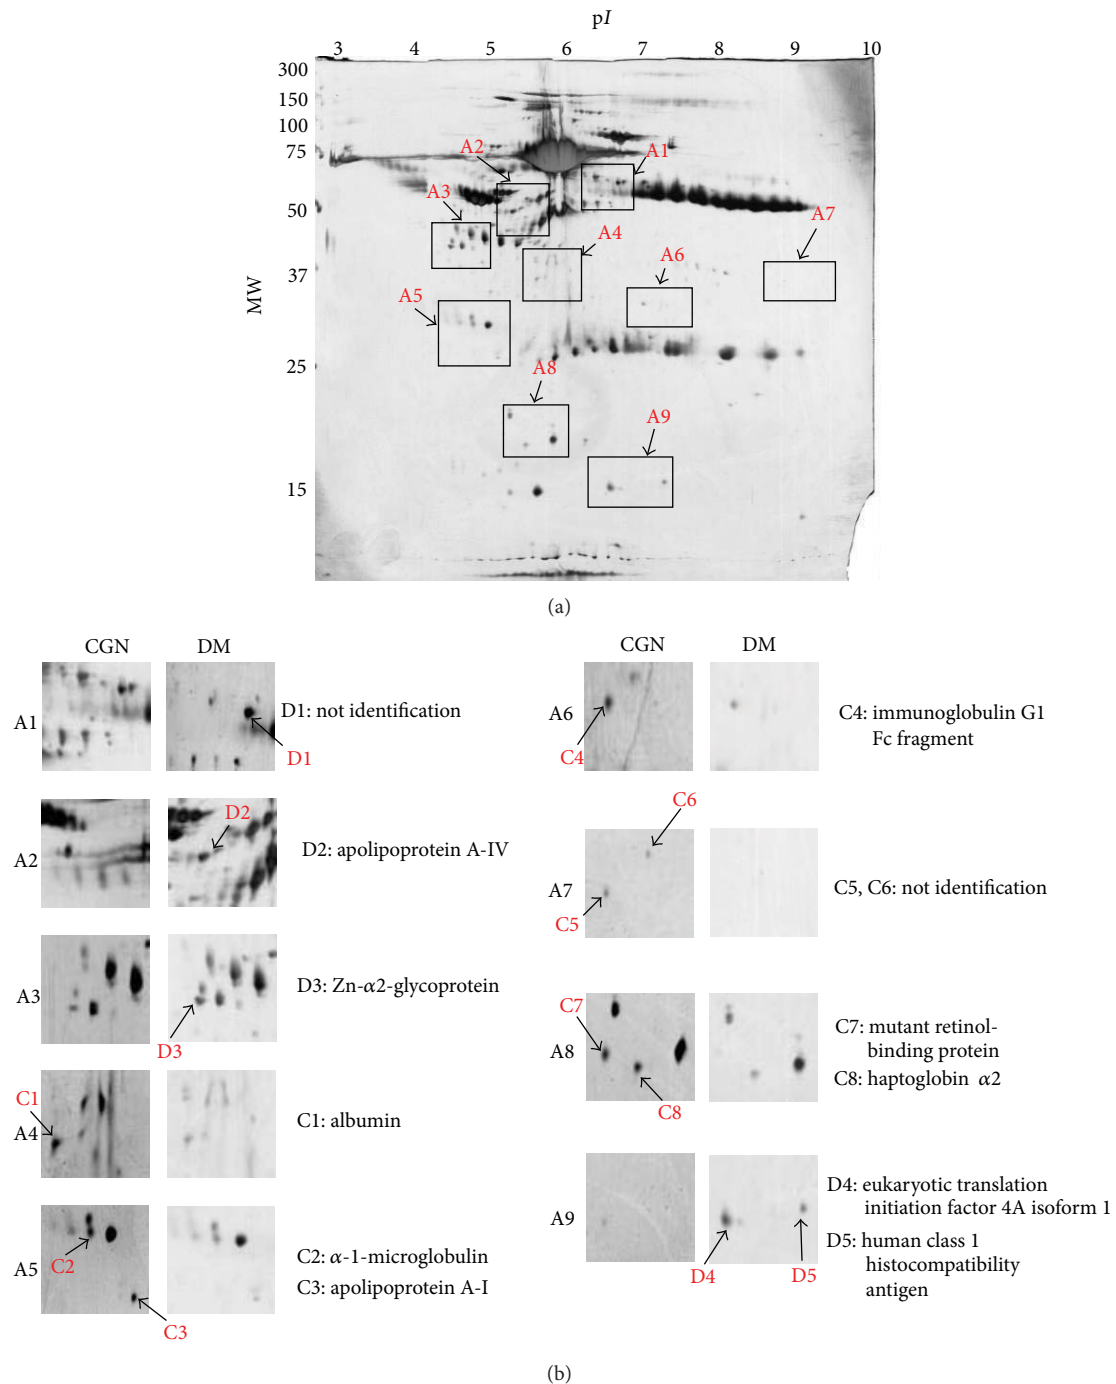 pI
3 4 5 6 7 8 9 10
300
150
100
75
50
37
25
15
MW
A2
A1
A3
A7
A4
A6
A5
A8
A9
(a)
CGN DM
A1
D1: not identification
D1
A2
D2
D2: apolipoprotein A-IV
A3
D3: Zn-α2-glycoprotein
D3
C1
A4
C1: albumin
A5
C2
C2: α-1-microglobulin
C3: apolipoprotein A-I
C3
CGN DM
A6
C4
C4: immunoglobulin G1
Fc fragment
C6
A7
C5
C5, C6: not identification
C7
A8
C8
C7: mutant retinol-
binding protein
C8: haptoglobin α2
A9
D4
D5
D4: eukaryotic translation
initiation factor 4A isoform 1
D5: human class 1
histocompatibility
antigen
(b)